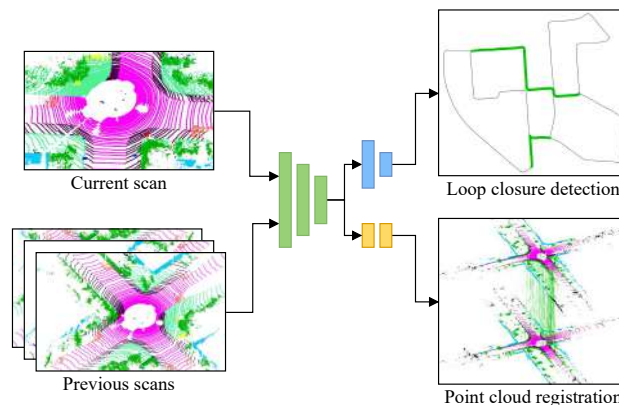 Current scan
Loop closure detection
Previous scans
Point cloud registration